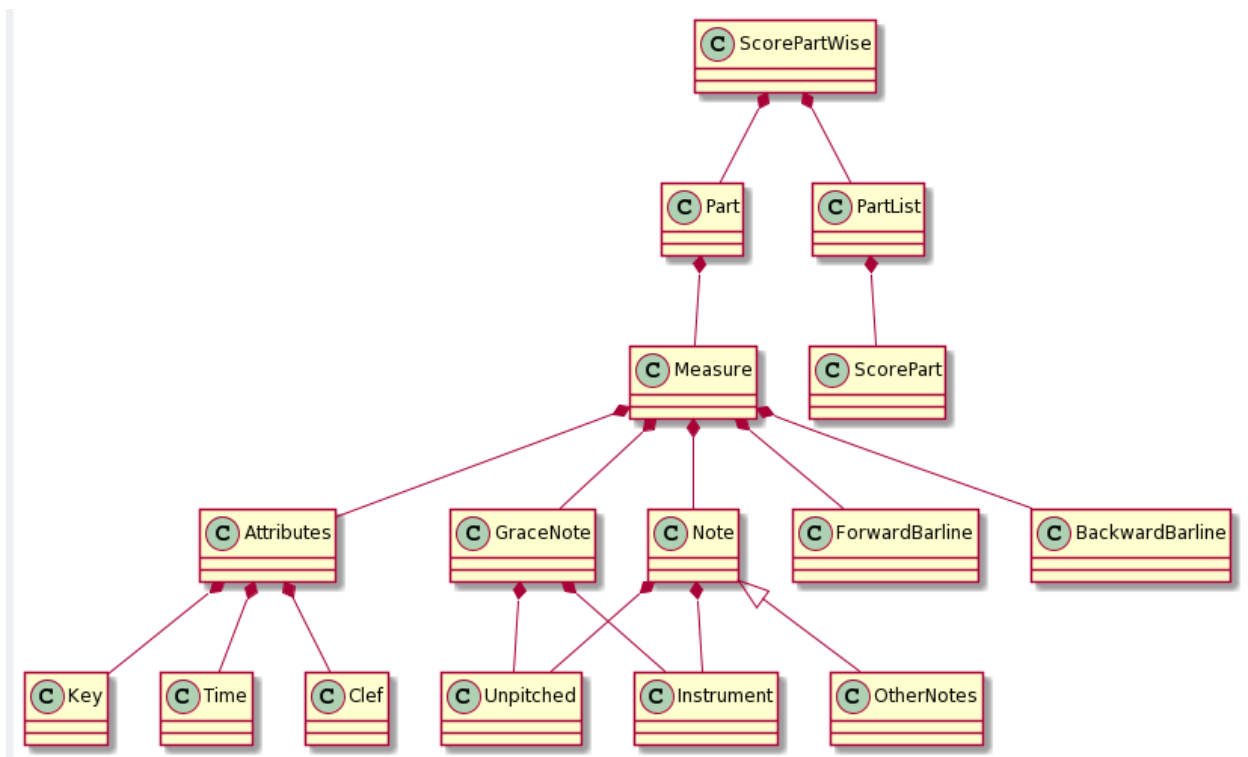 C ScorePartWise
C Part
C PartList
C Measure
C ScorePart
C Attributes
C GraceNote
C Note
C ForwardBarline
C BackwardBarline
C Key
C Time
C Clef
C Unpitched
C Instrument
C OtherNotes